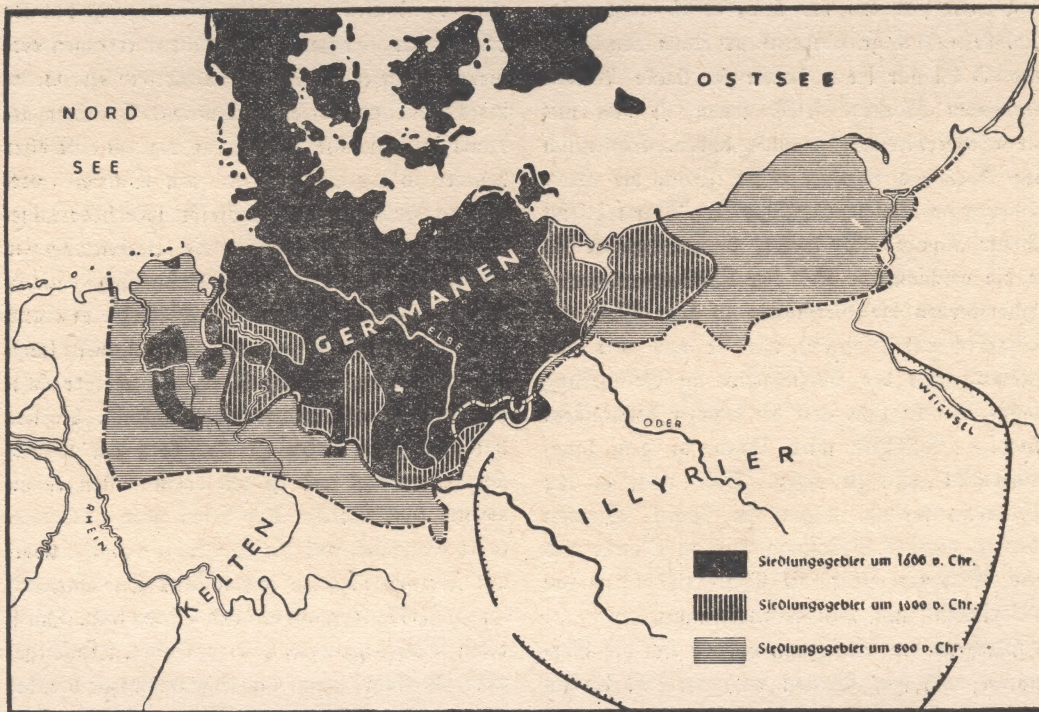 NORD
SEE
OSTSEE
GERMANEN
ELBE
ODER
WEICHSEL
ILLYRIER
RHEIN
KELTEN
Siedlungsgebiet um 1600 v. Chr.
Siedlungsgebiet um 1000 v. Chr.
Siedlungsgebiet um 800 v. Chr.